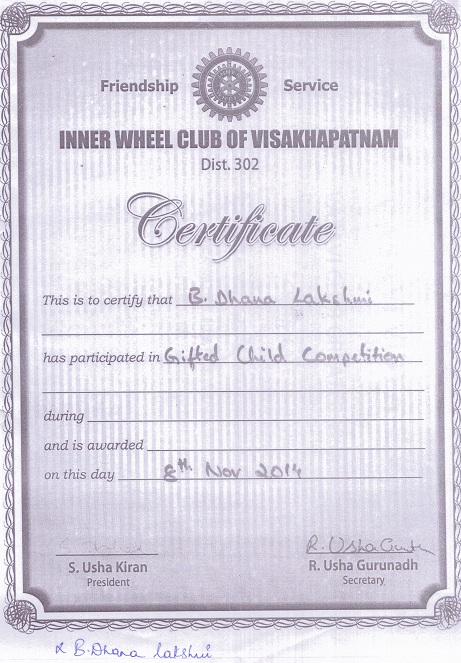 Friendship Service
INNER WHEEL CLUB OF VISAKHAPATNAM
Dist. 302
Certificate
This is to certify that B. Dhana Lakshmi
has participated in Gifted Child Competition
during
and is awarded
on this day 8th Nov 2014
R. Usha
S. Usha Kiran R. Usha Gurunadh
President Secretary
B. Dhana Lakshmi